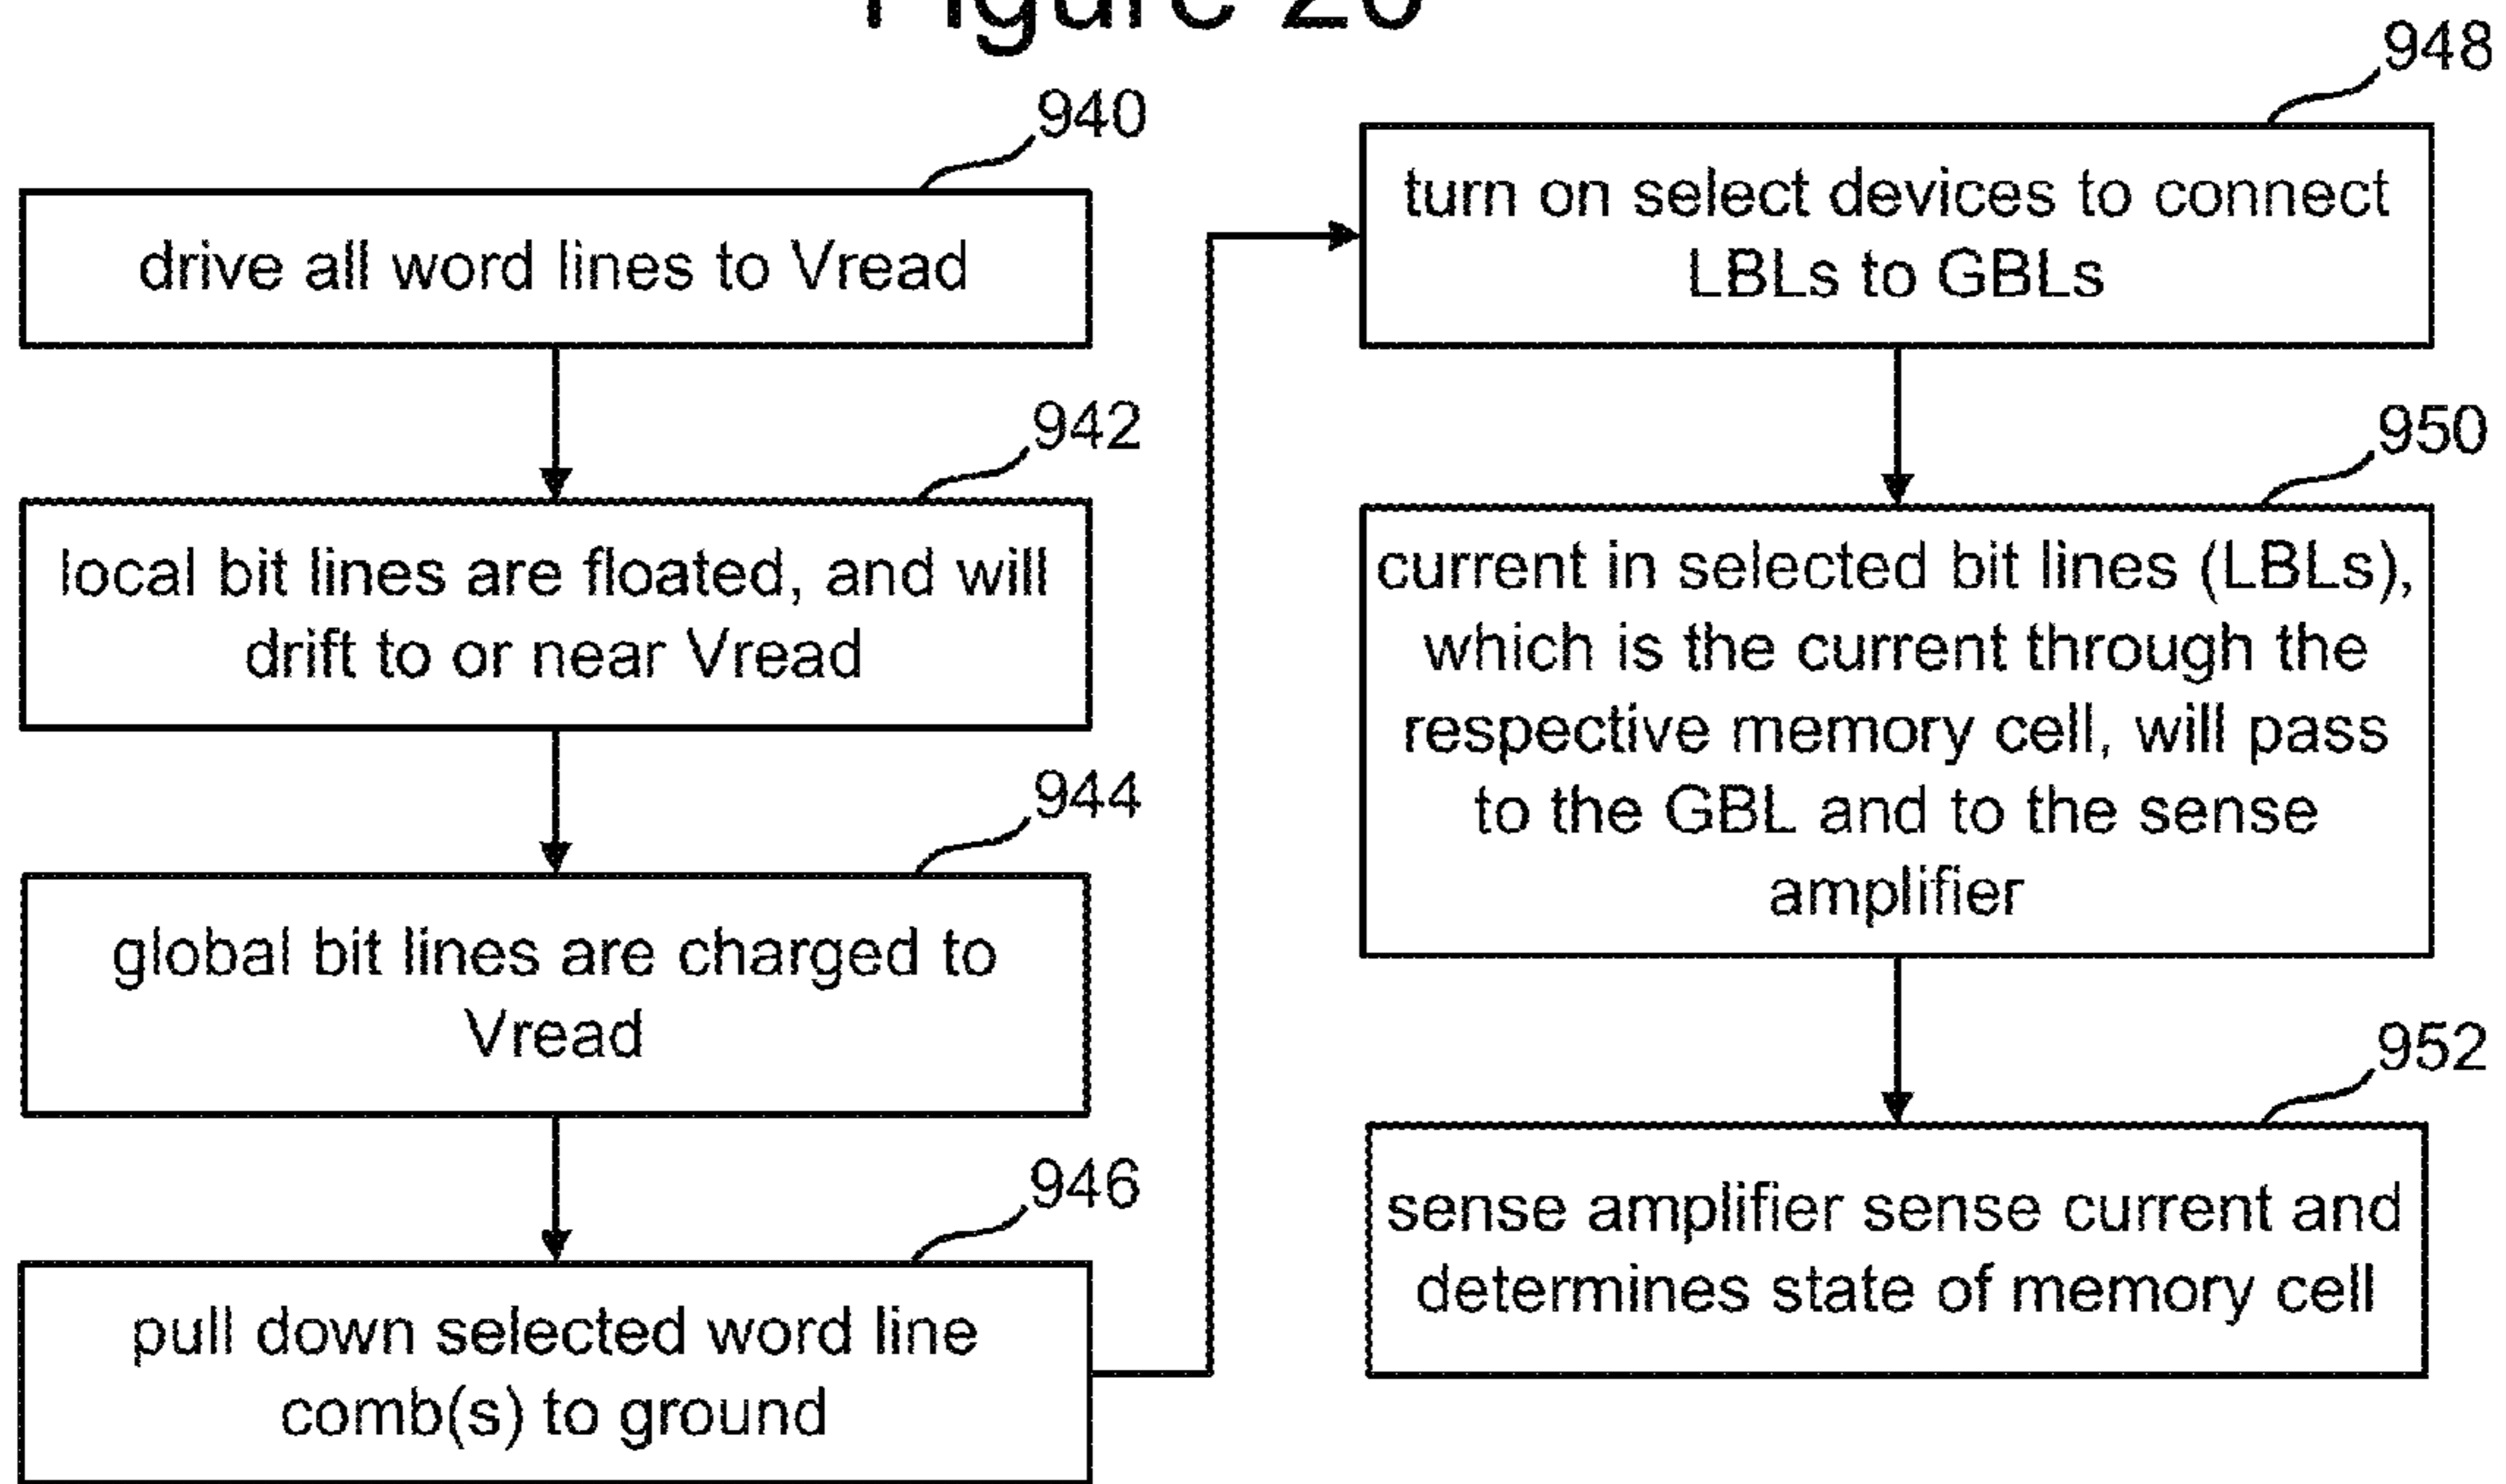 940
drive all word lines to Vread
942
local bit lines are floated, and will
drift to or near Vread
944
global bit lines are charged to
Vread
946
pull down selected word line
comb(s) to ground
948
turn on select devices to connect
LBLs to GBLs
950
current in selected bit lines (LBLs),
which is the current through the
respective memory cell, will pass
to the GBL and to the sense
amplifier
952
sense amplifier sense current and
determines state of memory cell